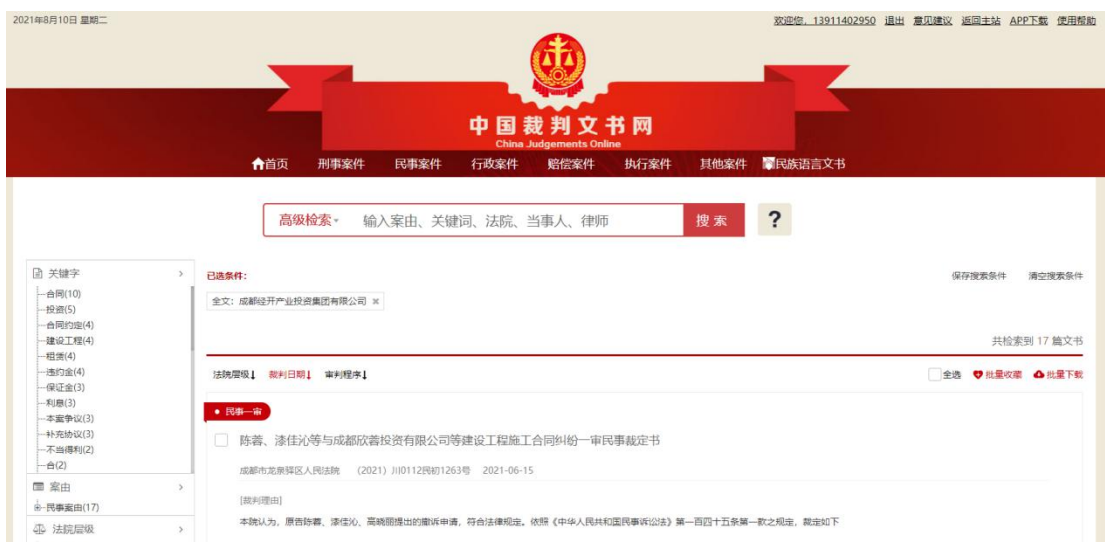 2021年8月10日 星期二
欢迎您，13911402950 退出 意见建议 返回主站 APP下载 使用帮助
中国裁判文书网
China Judgements Online
首页 刑事案件 民事案件 行政案件 赔偿案件 执行案件 其他案件 民族语言文书
高级检索 输入案由、关键词、法院、当事人、律师 搜索 ?
关键字 >
合同(10)
投资(5)
合同约定(4)
建设工程(4)
租赁(4)
违约金(4)
保证金(3)
利息(3)
本案争议(3)
补充协议(3)
不当得利(2)
合(2)
案由 >
民事案由(17)
法院层级 >
已选条件：
保存搜索条件 清空搜索条件
全文：成都经开产业投资集团有限公司 ×
共检索到 17 篇文书
法院层级↓ 裁判日期↓ 审判程序↓
全选 批量收藏 批量下载
民事一审
陈蓉、漆佳沁等与成都欣蓉投资有限公司等建设工程施工合同纠纷一审民事裁定书
成都市龙泉驿区人民法院 （2021）川0112民初1263号 2021-06-15
[裁判理由]
本院认为，原告陈蓉、漆佳沁、高晓丽提出的撤诉申请，符合法律规定。依照《中华人民共和国民事诉讼法》第一百四十五条第一款之规定，裁定如下